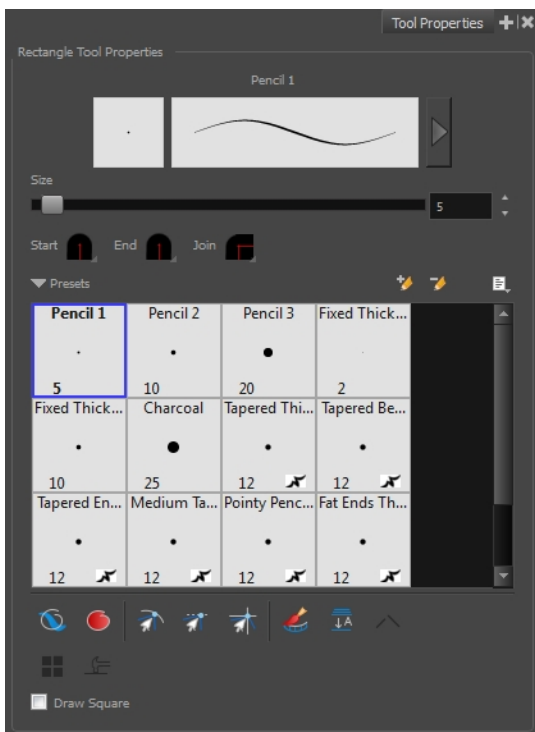 Tool Properties
Rectangle Tool Properties
Pencil 1
Size
5
Start End Join
Presets
Pencil 1 Pencil 2 Pencil 3 Fixed Thick...
5 10 20 2
Fixed Thick... Charcoal Tapered Thi... Tapered Be...
10 25 12 12
Tapered En... Medium Ta... Pointy Penc... Fat Ends Th...
12 12 12 12
A
Draw Square